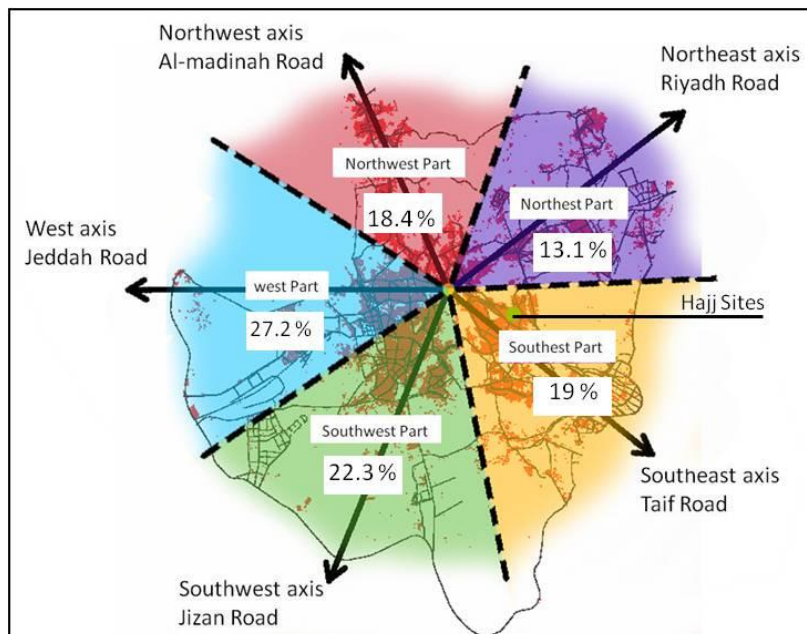 Northwest axis
Al-madinah Road
Northeast axis
Riyadh Road
Northwest Part
18.4 %
Northest Part
13.1 %
West axis
Jeddah Road
west Part
27.2 %
Hajj Sites
Southest Part
19 %
Southwest Part
22.3 %
Southeast axis
Taif Road
Southwest axis
Jizan Road